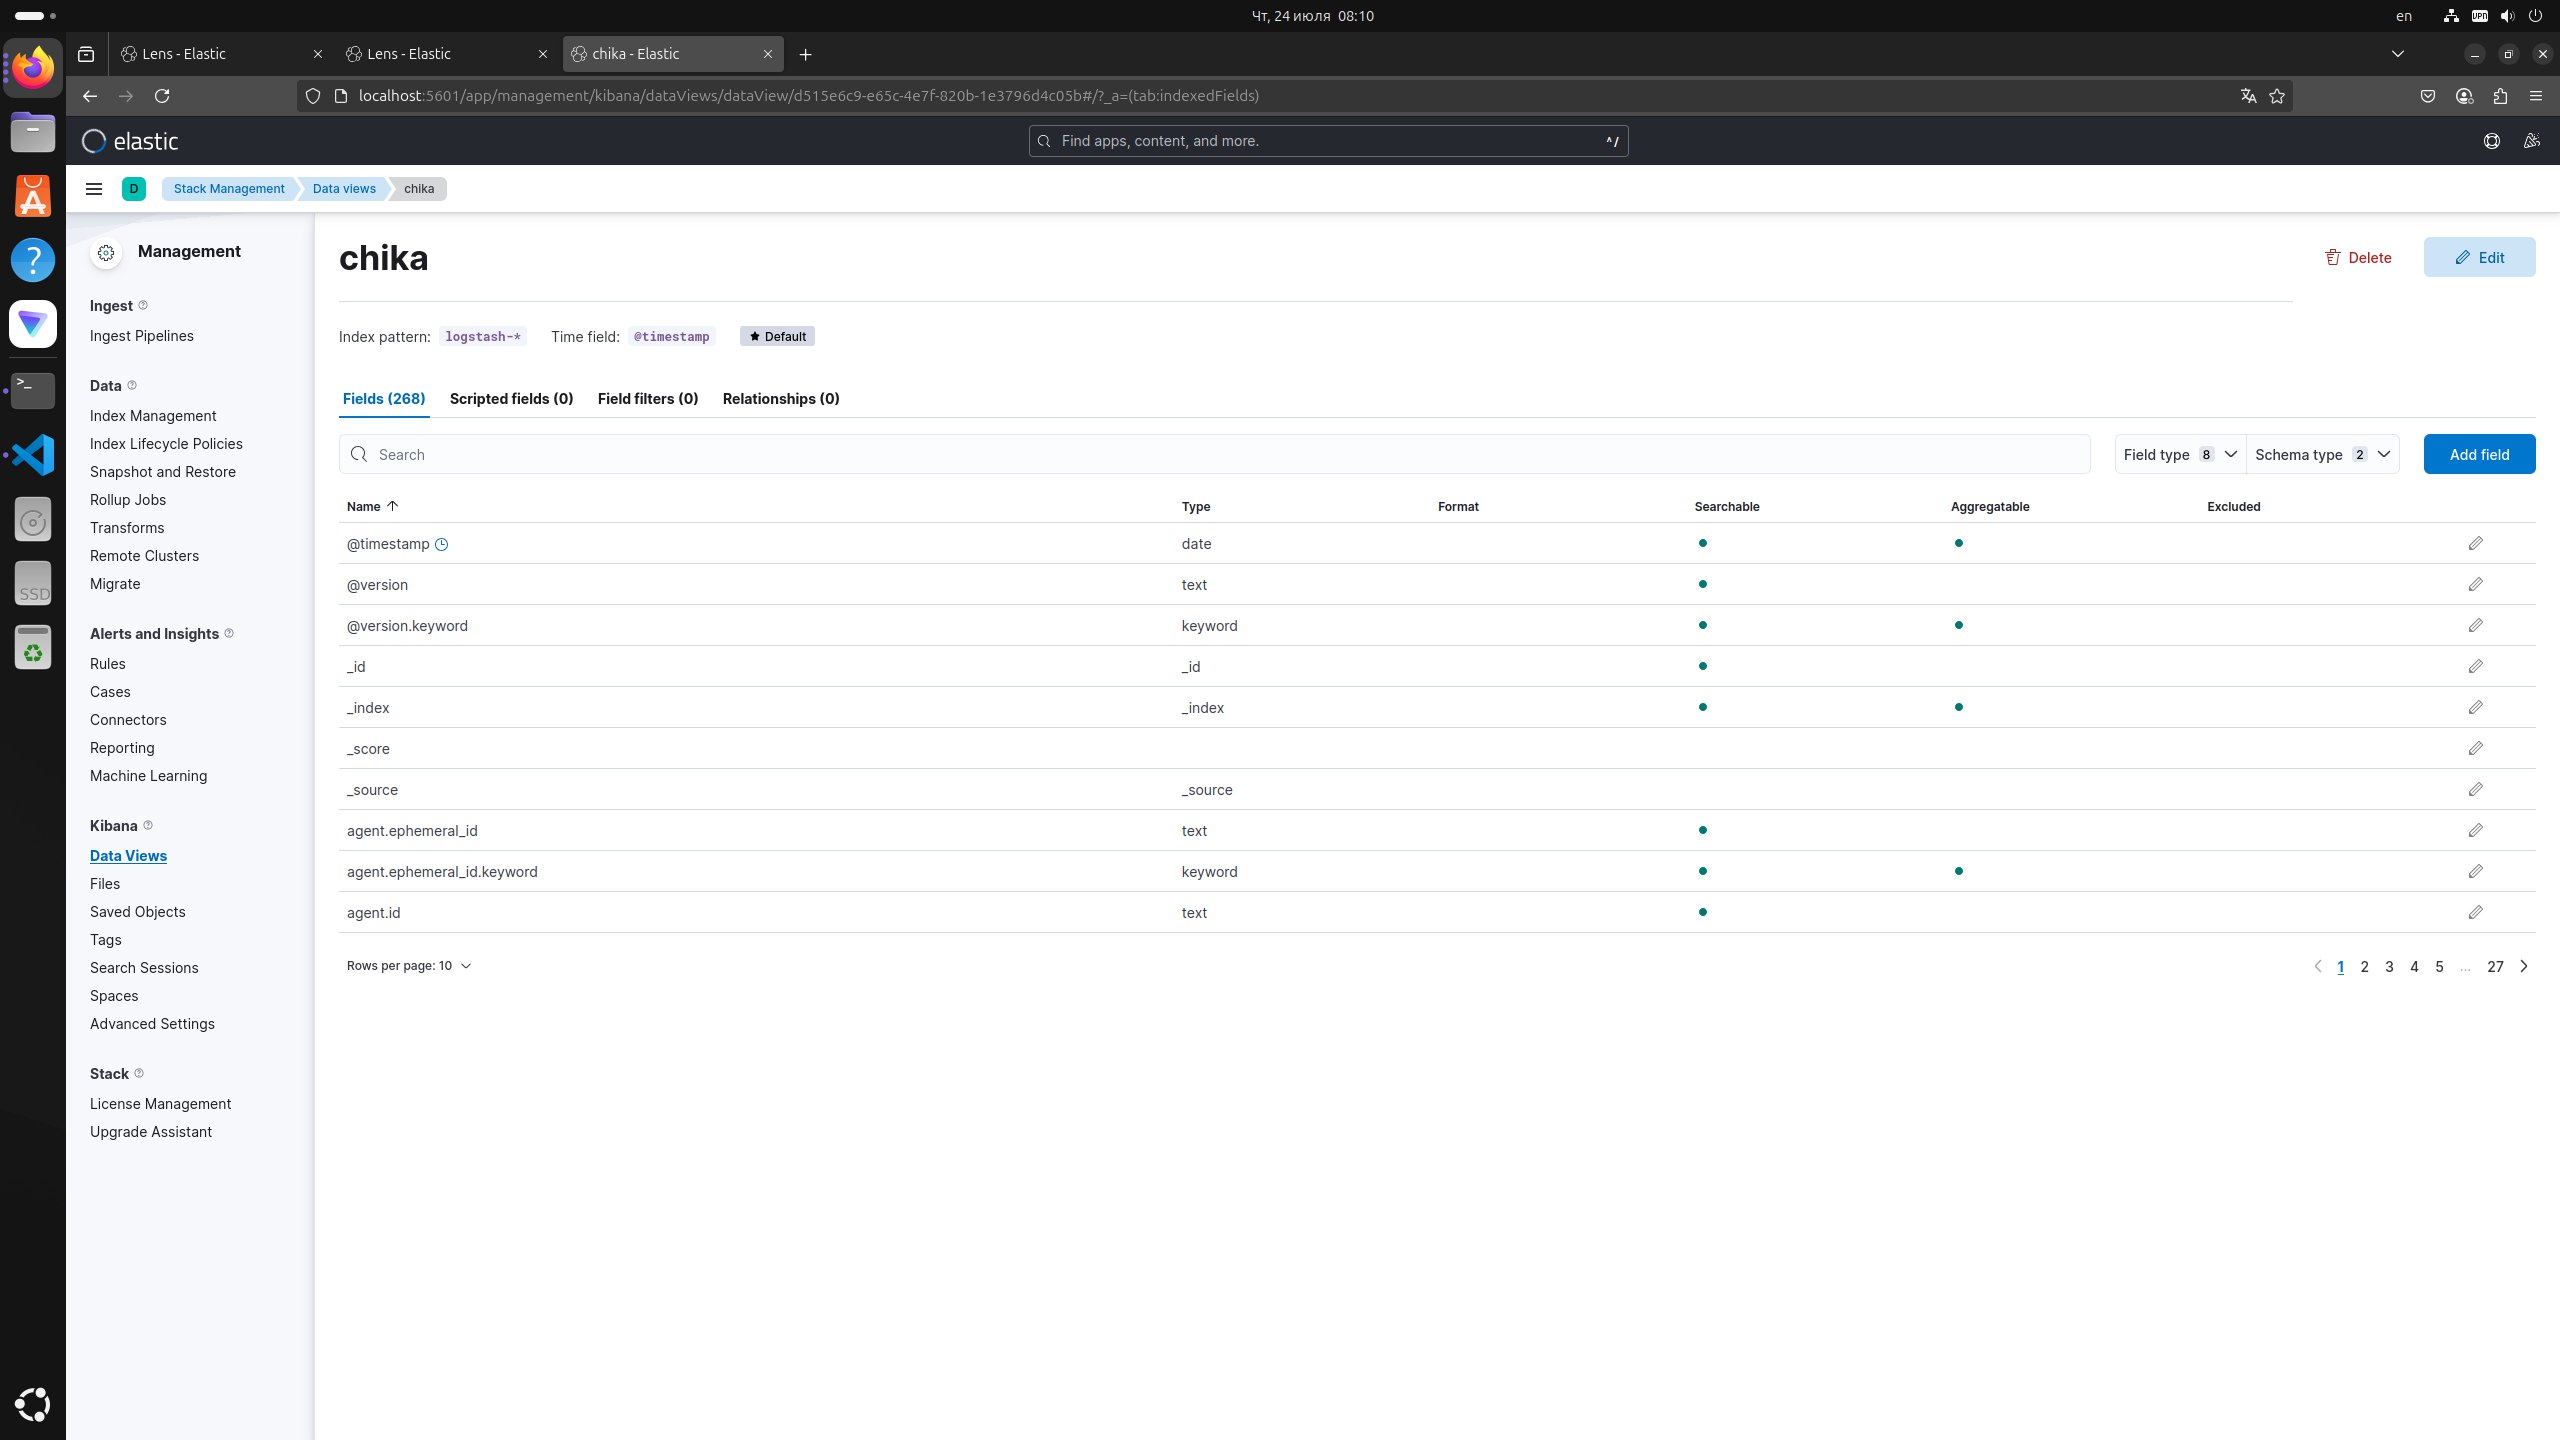 Чт, 24 июля 08:10
en
VPN
Lens - Elastic
Lens - Elastic
chika - Elastic
localhost:5601/app/management/kibana/dataViews/dataView/d515e6c9-e65c-4e7f-820b-1e3796d4c05b#/?_a=(tab:indexedFields)
elastic
Find apps, content, and more.
^/
D
Stack Management
Data views
chika
Management
Ingest
Ingest Pipelines
Data
Index Management
Index Lifecycle Policies
Snapshot and Restore
Rollup Jobs
Transforms
Remote Clusters
Migrate
Alerts and Insights
Rules
Cases
Connectors
Reporting
Machine Learning
Kibana
Data Views
Files
Saved Objects
Tags
Search Sessions
Spaces
Advanced Settings
Stack
License Management
Upgrade Assistant
SSD
chika
Delete
Edit
Index pattern: logstash-* Time field: @timestamp Default
Fields (268) Scripted fields (0) Field filters (0) Relationships (0)
Search
Field type 8
Schema type 2
Add field
Name Type Format Searchable Aggregatable Excluded
@timestamp date
@version text
@version.keyword keyword
_id _id
_index _index
_score
_source _source
agent.ephemeral_id text
agent.ephemeral_id.keyword keyword
agent.id text
Rows per page: 10
1 2 3 4 5 ... 27